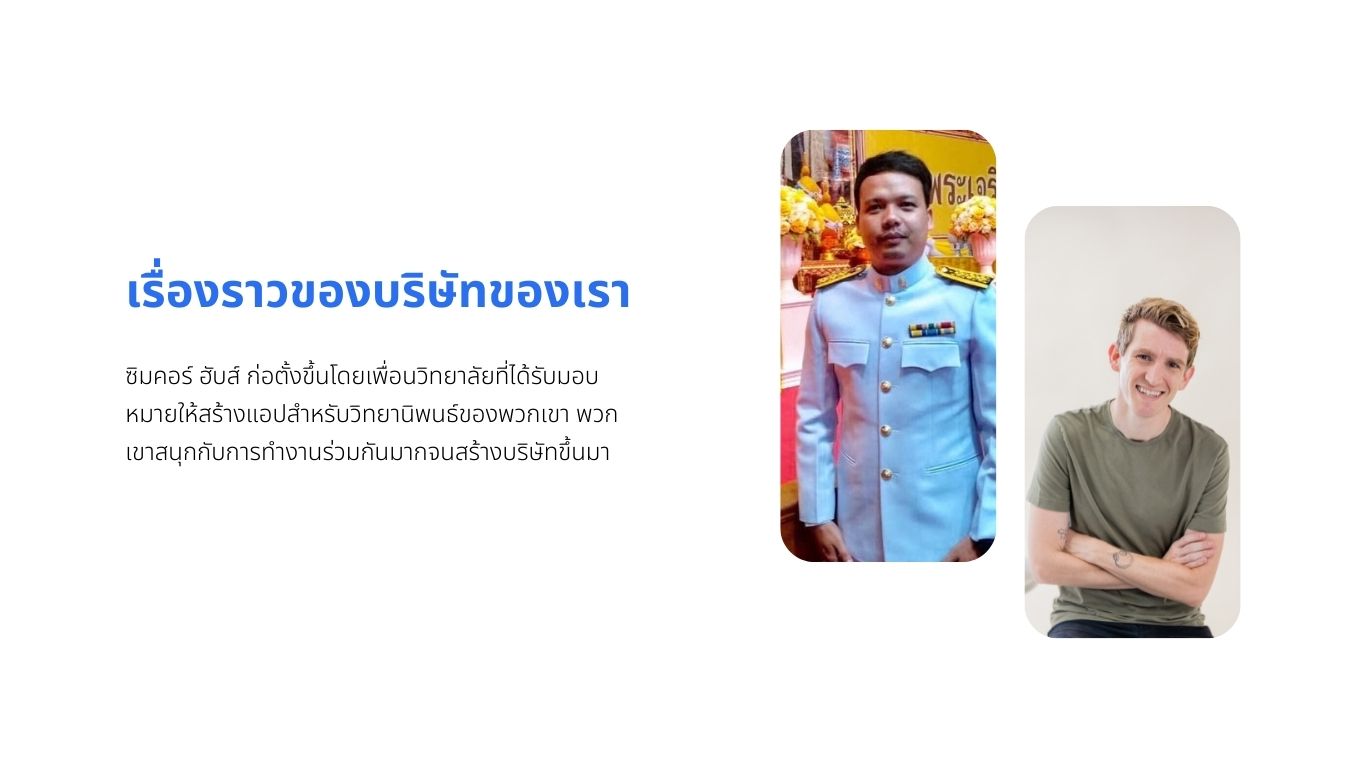 เรื่องราวของบริษัทของเรา
ซิมคอร์ ฮับส์ ก่อตั้งขึ้นโดยเพื่อนวิทยาลัยที่ได้รับมอบ
หมายให้สร้างแอปสำหรับวิทยานิพนธ์ของพวกเขา พวก
เขาสนุกกับการทำงานร่วมกันมากจนสร้างบริษัทขึ้นมา
พระเจริ